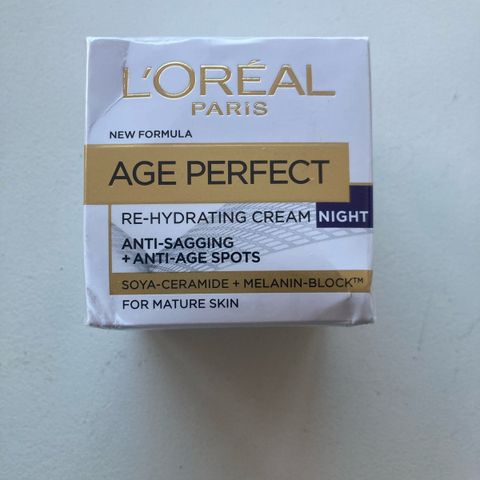 L'ORÉAL
PARIS
NEW FORMULA
AGE PERFECT
RE-HYDRATING CREAM NIGHT
ANTI-SAGGING
+ ANTI-AGE SPOTS
SOYA-CERAMIDE + MELANIN-BLOCK™
FOR MATURE SKIN